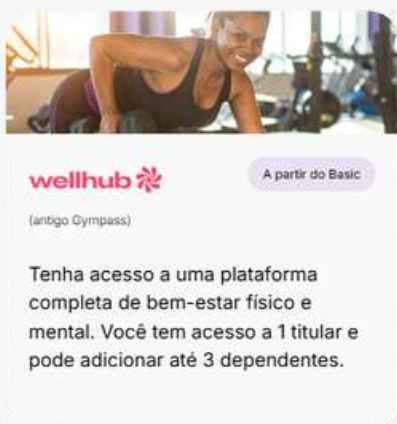 wellhub
A partir do Basic
(antigo Gympass)
Tenha acesso a uma plataforma
completa de bem-estar físico e
mental. Você tem acesso a 1 titular e
pode adicionar até 3 dependentes.